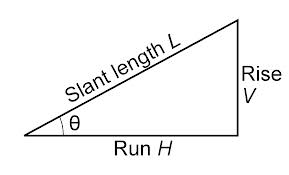 Slant length L
Rise
V
θ
Run H